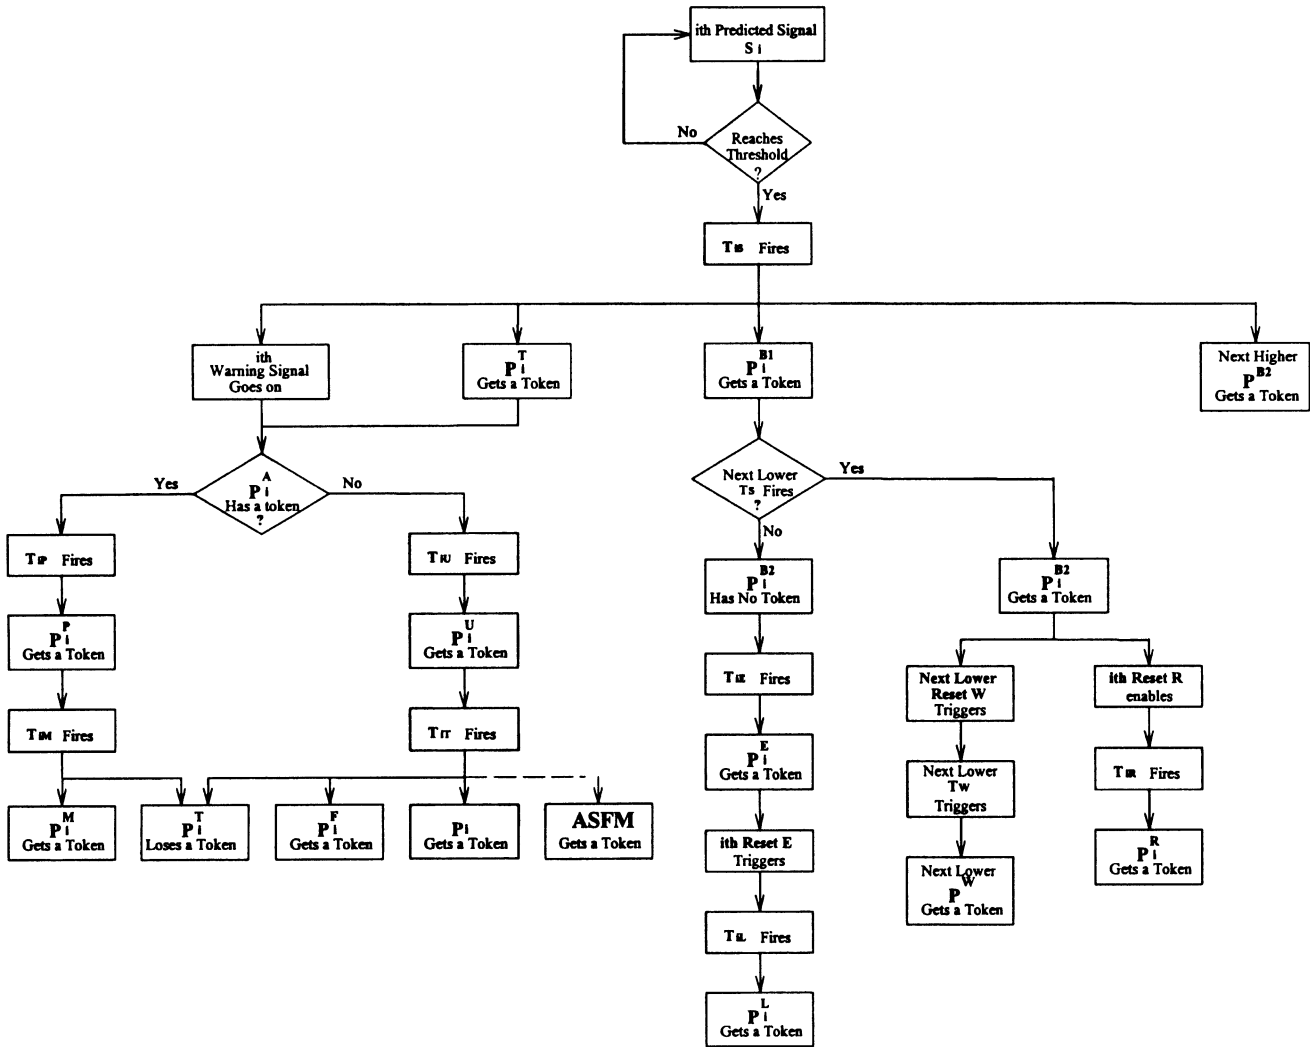 ith Predicted Signal
S i
No
Reaches
Threshold
?
Yes
T iS Fires
ith
Warning Signal
Goes on
T
P i
Gets a Token
B1
P i
Gets a Token
Next Higher
P B2
Gets a Token
Yes
A
P i
Has a token
?
No
Next Lower
TS Fires
?
Yes
No
T iP Fires
T iU Fires
B2
P i
Has No Token
B2
P i
Gets a Token
P
P i
Gets a Token
U
P i
Gets a Token
T iE Fires
Next Lower
Reset W
Triggers
ith Reset R
enables
T iM Fires
T iT Fires
E
P i
Gets a Token
Next Lower
TW
Triggers
T iR Fires
M
P i
Gets a Token
T
P i
Loses a Token
F
P i
Gets a Token
P i
Gets a Token
ASFM
Gets a Token
ith Reset E
Triggers
Next Lower
W
P
Gets a Token
R
P i
Gets a Token
T iL Fires
L
P i
Gets a Token